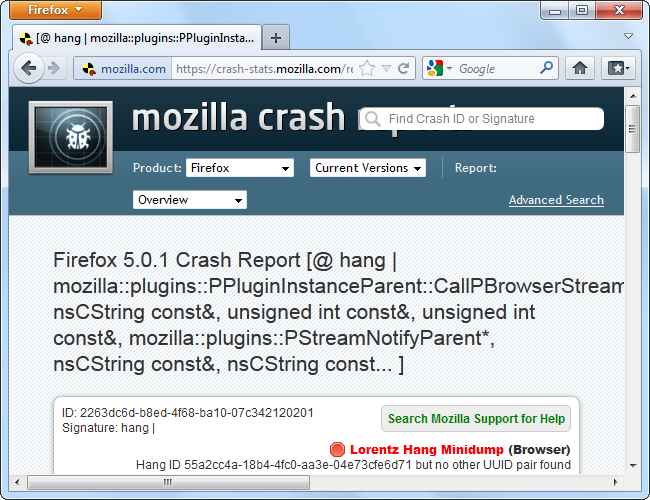 Firefox
[@ hang | mozilla::plugins::PPluginInsta...
mozilla.com https://crash-stats.mozilla.com/re
Google
mozilla crash
Find Crash ID or Signature
Product: Firefox Current Versions Report:
Overview Advanced Search
Firefox 5.0.1 Crash Report [@ hang |
mozilla::plugins::PPluginInstanceParent::CallPBrowserStream
nsCString const&, unsigned int const&, unsigned int
const&, mozilla::plugins::PStreamNotifyParent*,
nsCString const&, nsCString const... ]
ID: 2263dc6d-b8ed-4f68-ba10-07c342120201
Signature: hang |
Search Mozilla Support for Help
Lorentz Hang Minidump (Browser)
Hang ID 55a2cc4a-18b4-4fc0-aa3e-04e73cfe6d71 but no other UUID pair found